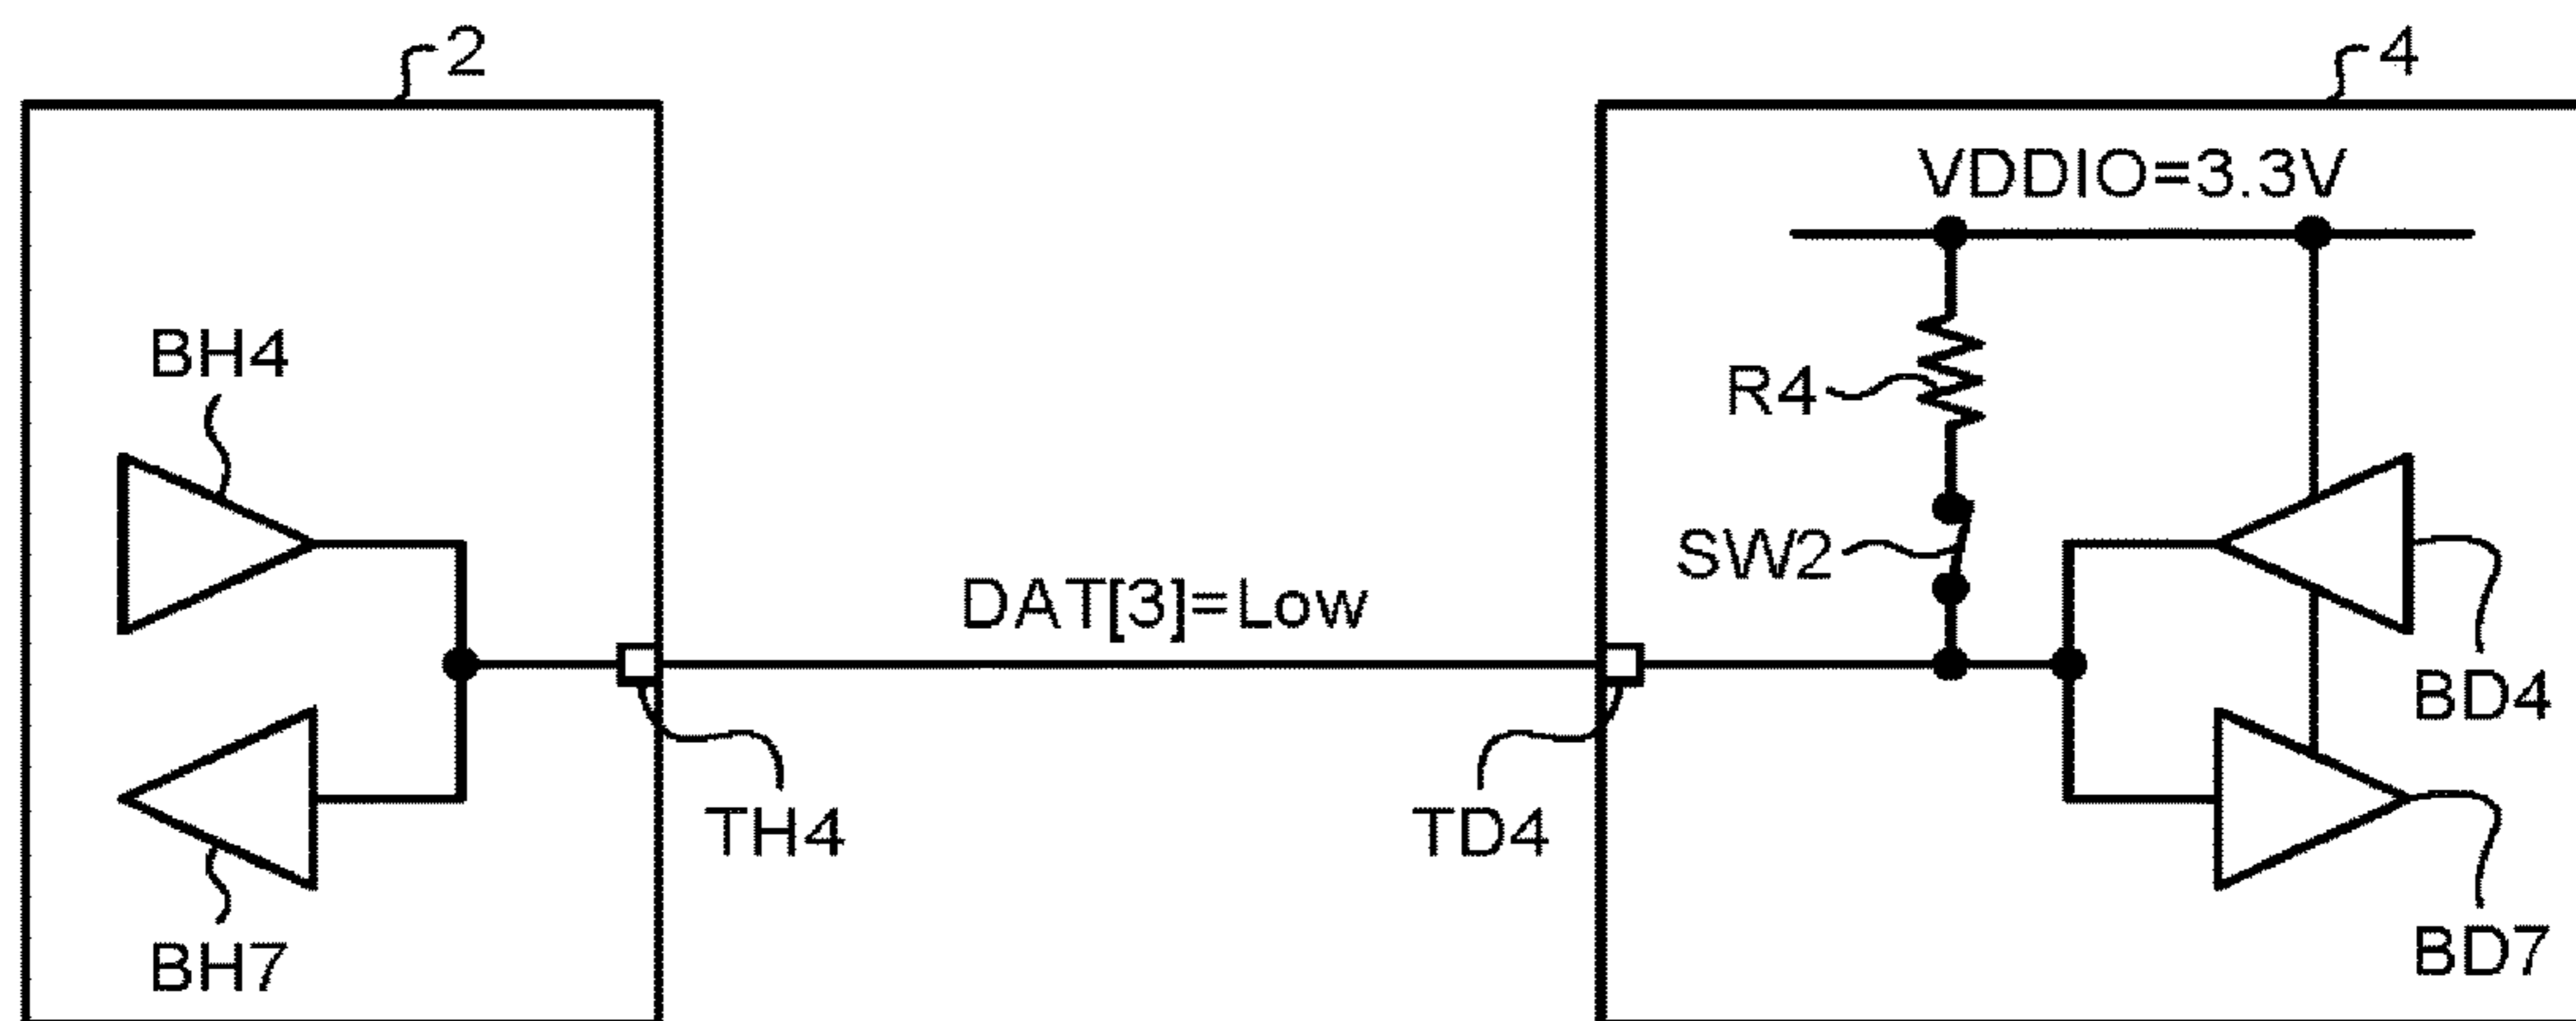 2
4
VDDIO=3.3V
BH4
R4
SW2
DAT[3]=Low
BD4
TH4
TD4
BH7
BD7